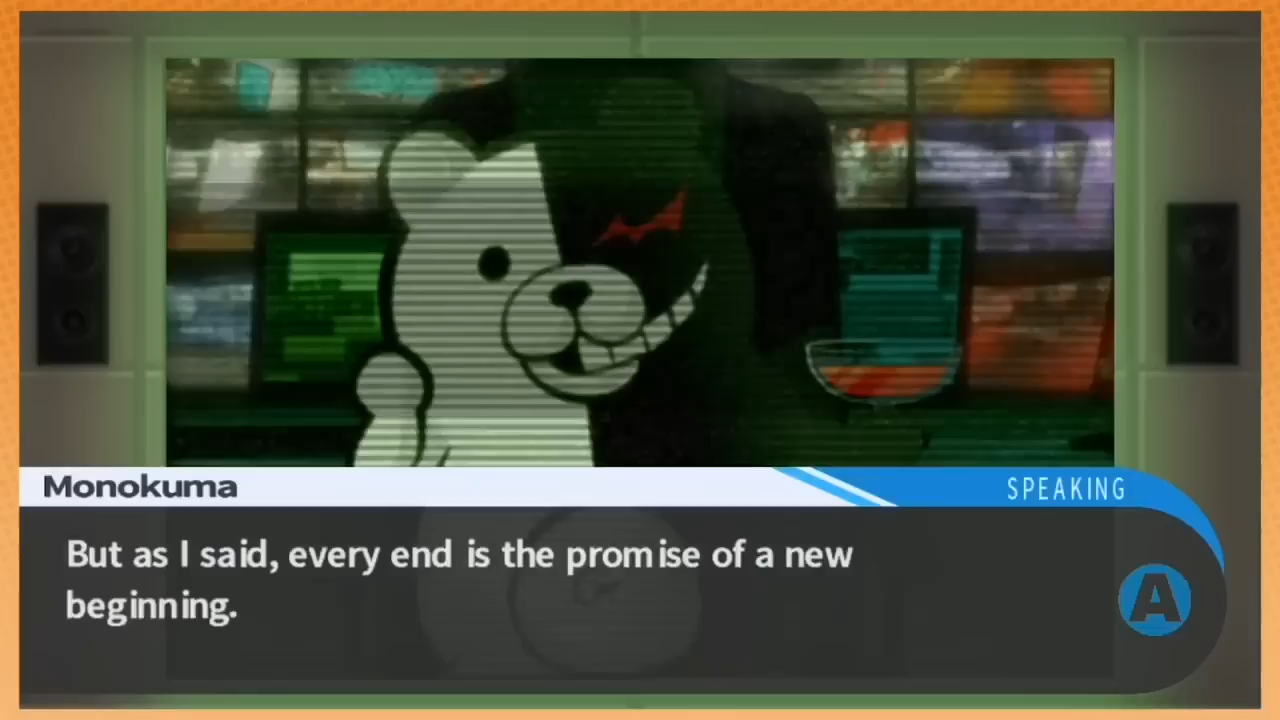 Monokuma
SPEAKING
But as I said, every end is the promise of a new
beginning.
A